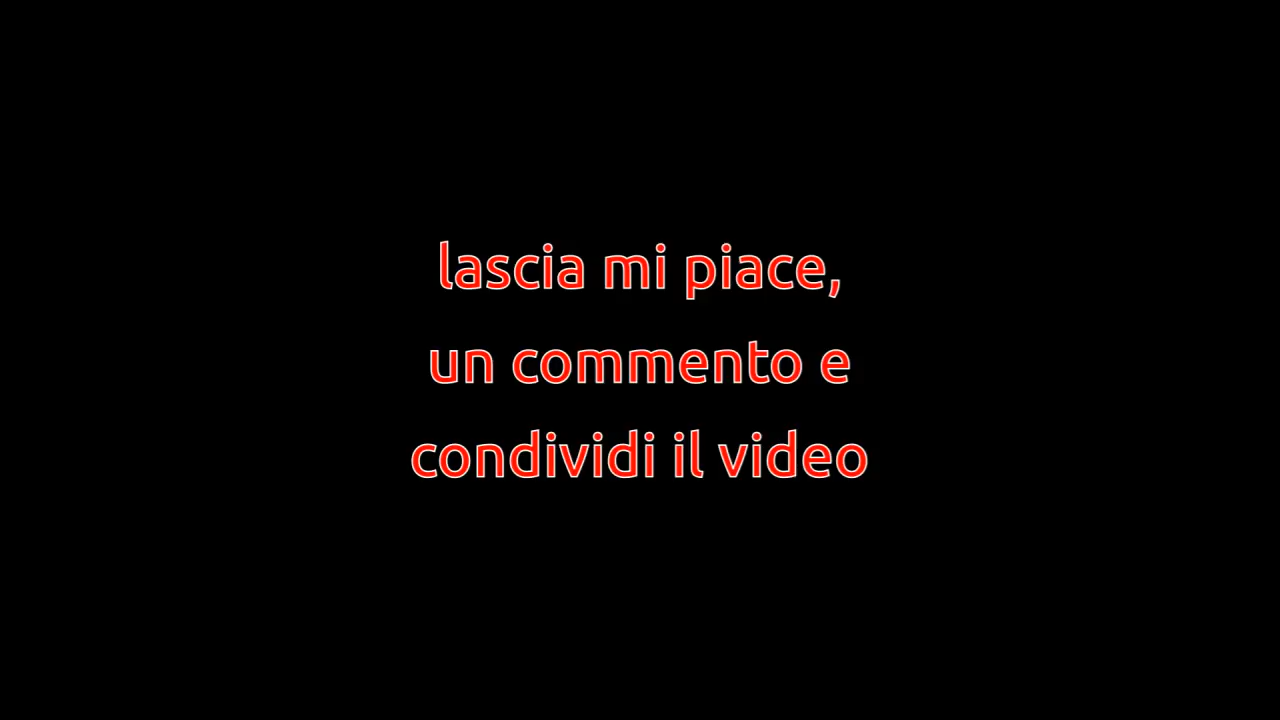 lascia mi piace,
un commento e
condividi il video